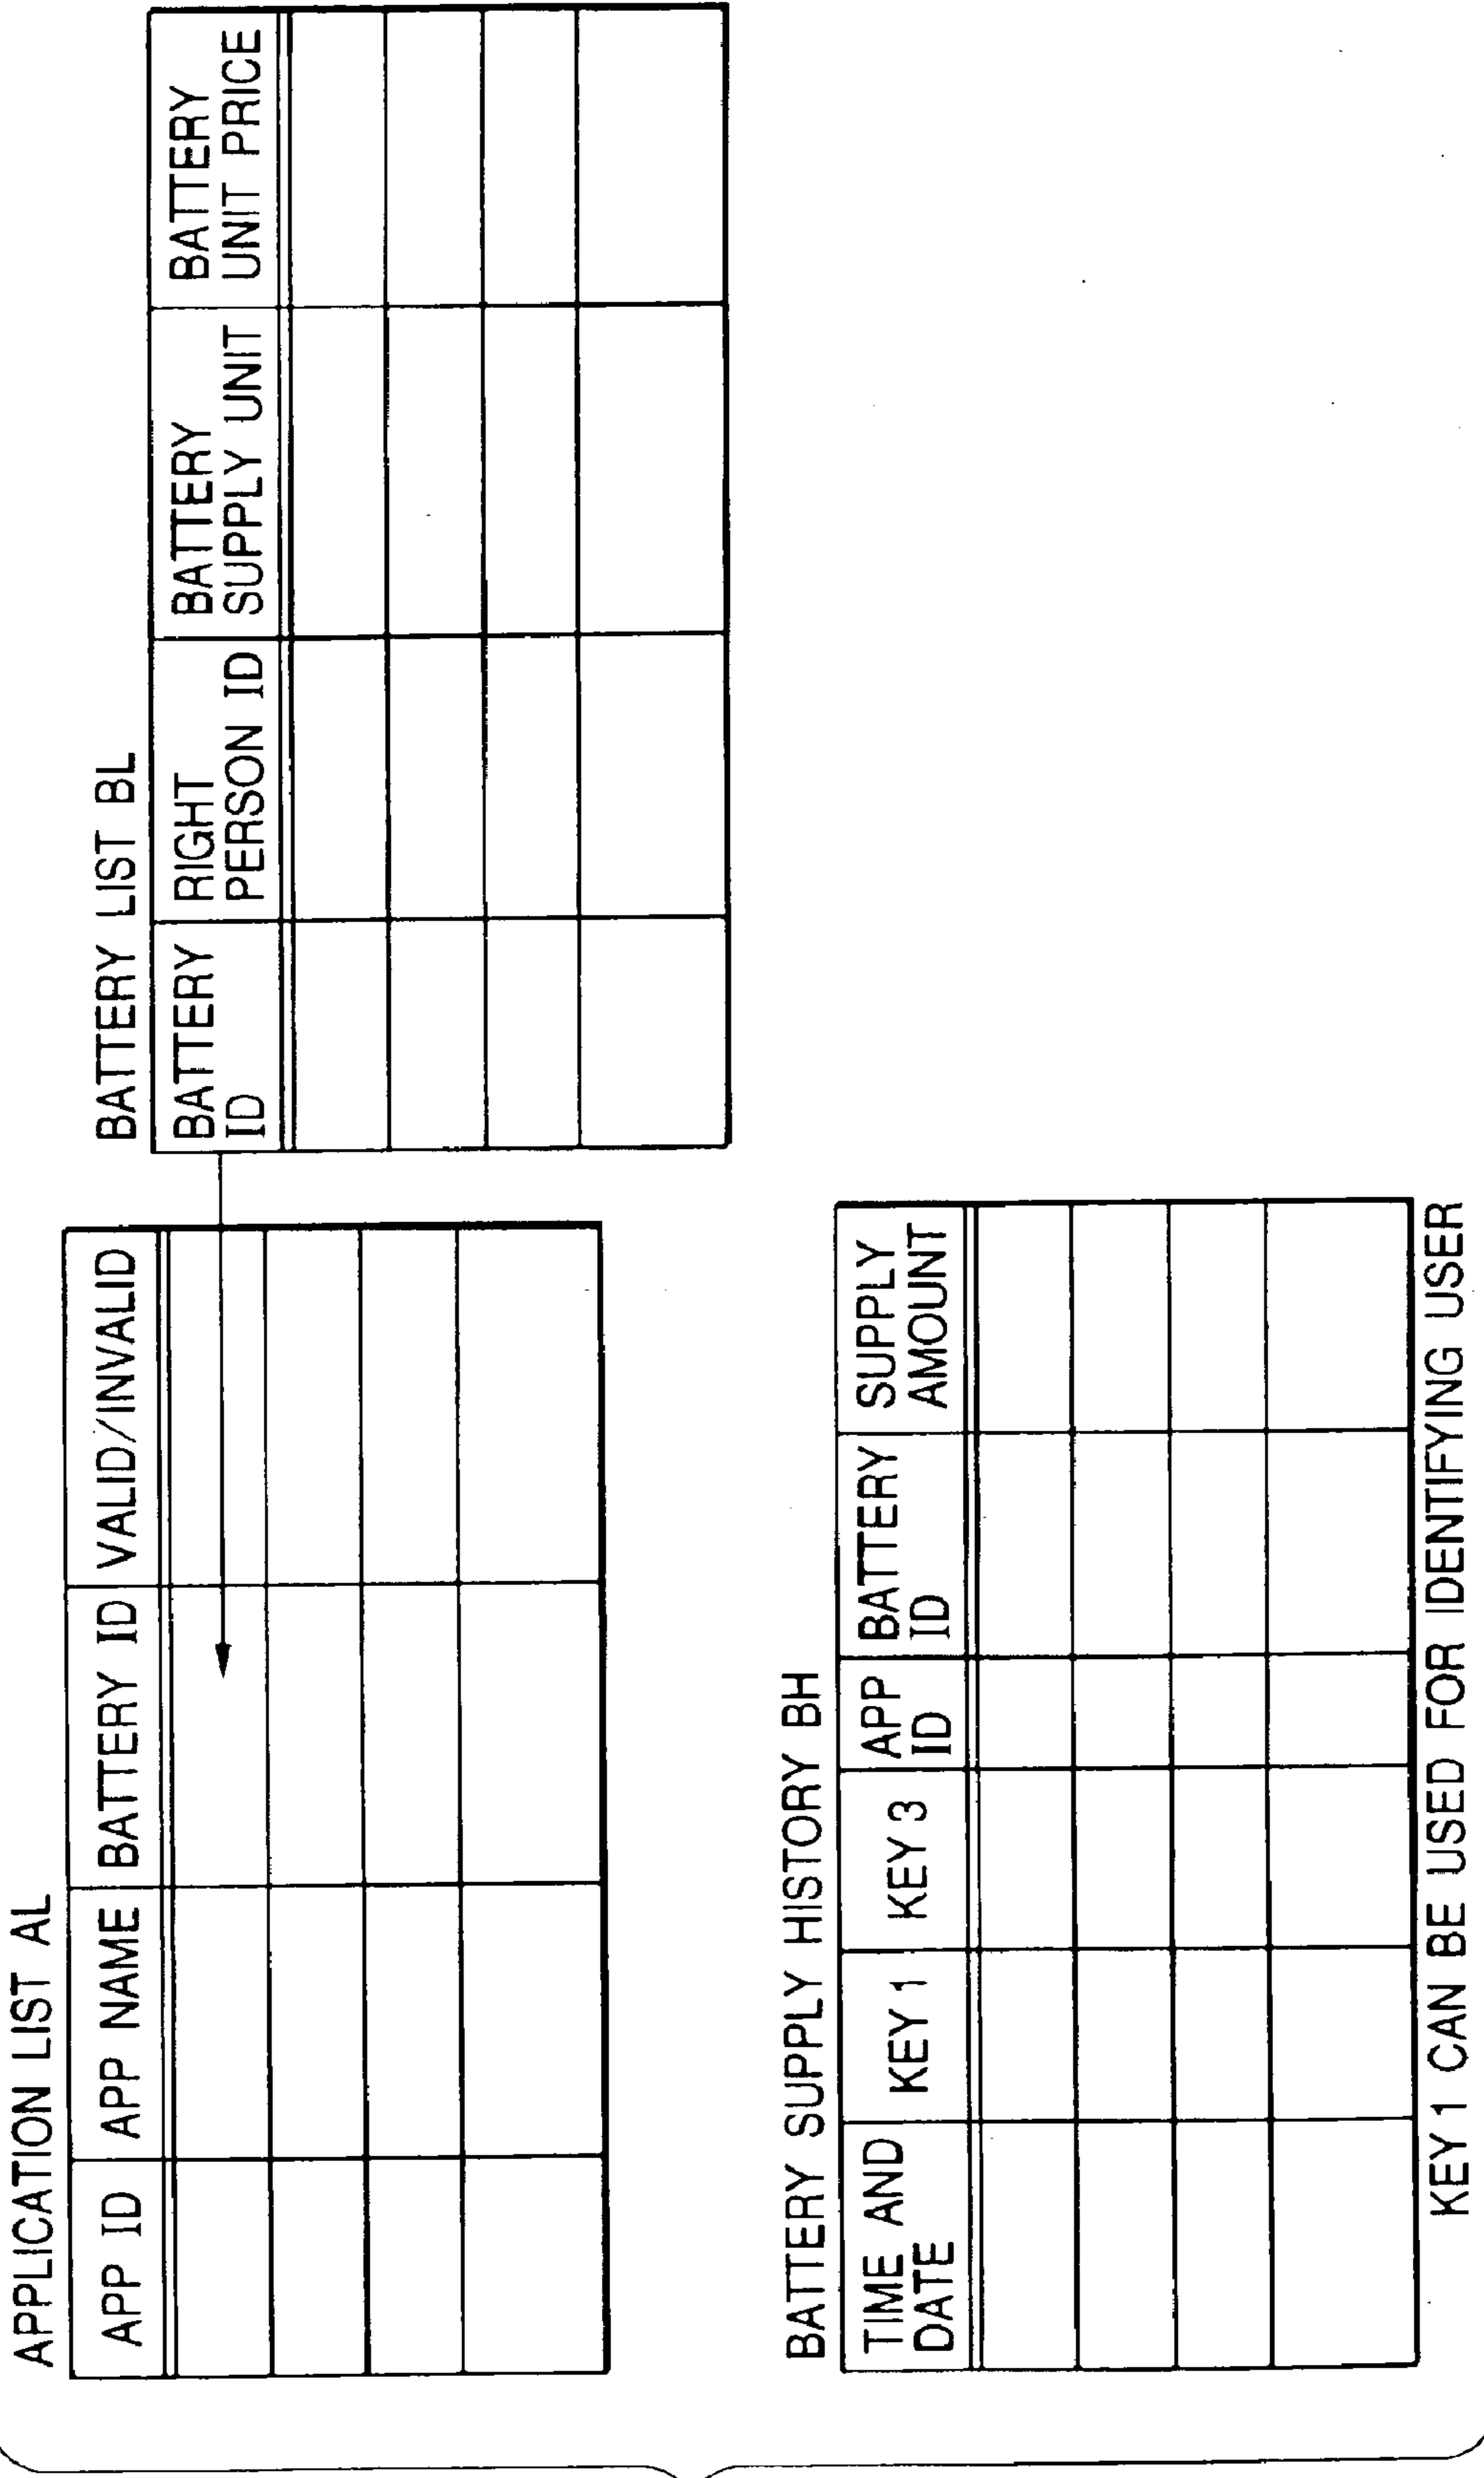 APPLICATION LIST AL
APP ID APP NAME BATTERY ID VALID/INVALID
BATTERY LIST BL
BATTERY ID
RIGHT PERSON ID
BATTERY SUPPLY UNIT
BATTERY UNIT PRICE
BATTERY SUPPLY HISTORY BH
TIME AND DATE
KEY 1
KEY 3
APP ID
BATTERY ID
SUPPLY AMOUNT
KEY 1 CAN BE USED FOR IDENTIFYING USER